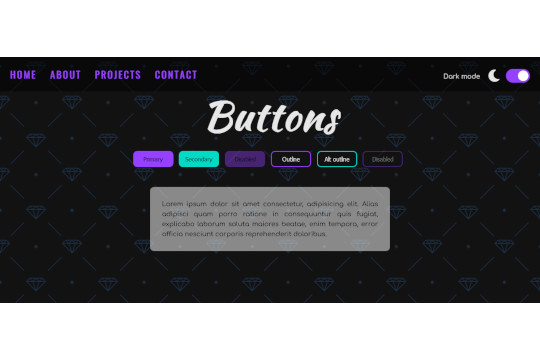 HOME ABOUT PROJECTS CONTACT Dark mode
Buttons
Primary Secondary Disabled Outline Alt outline Disabled
Lorem ipsum dolor sit amet consectetur, adipisicing elit. Alias
adipisci quam porro ratione in consequuntur quis fugiat,
explicabo laborum soluta maiores beatae, enim tempora, error
officia nesciunt corporis reprehenderit doloribus.